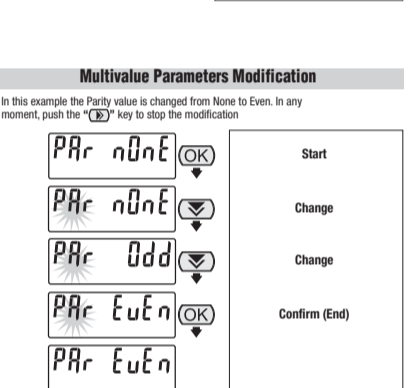 Multivalue Parameters Modification
In this example the Parity value is changed from None to Even. In any
moment, push the "" key to stop the modification
PAr nOnE OK Start
PAr nOnE Change
PAr Odd Change
PAr EvEn OK Confirm (End)
PAr EvEn